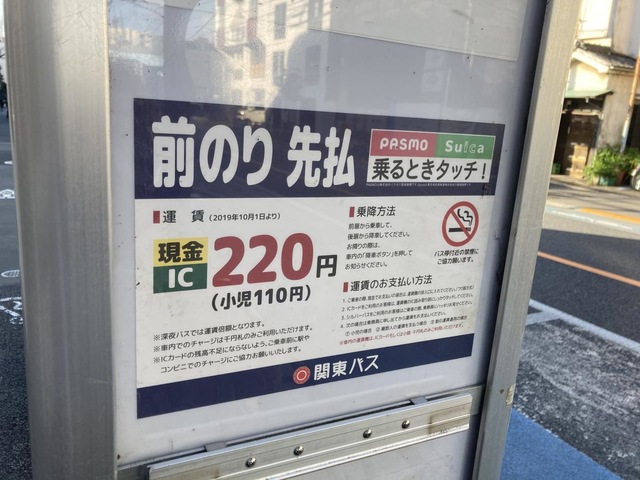 前のり 先払
PASMO Suica
乗るときタッチ！
運賃（2019年10月1日より）
現金
IC
220円
（小児110円）
※深夜バスでは運賃倍額となります。
※車内でのチャージは千円札のみご利用いただけます。
※ICカードの残高不足にならないよう、ご乗車前に駅や
コンビニでのチャージにご協力お願いいたします。
乗降方法
前扉から乗車して、
後扉から降車してください。
お降りの際は、
車内の「降車ボタン」を押して
お知らせください。
バス停付近の禁煙に
ご協力願います。
運賃のお支払い方法
関東バス